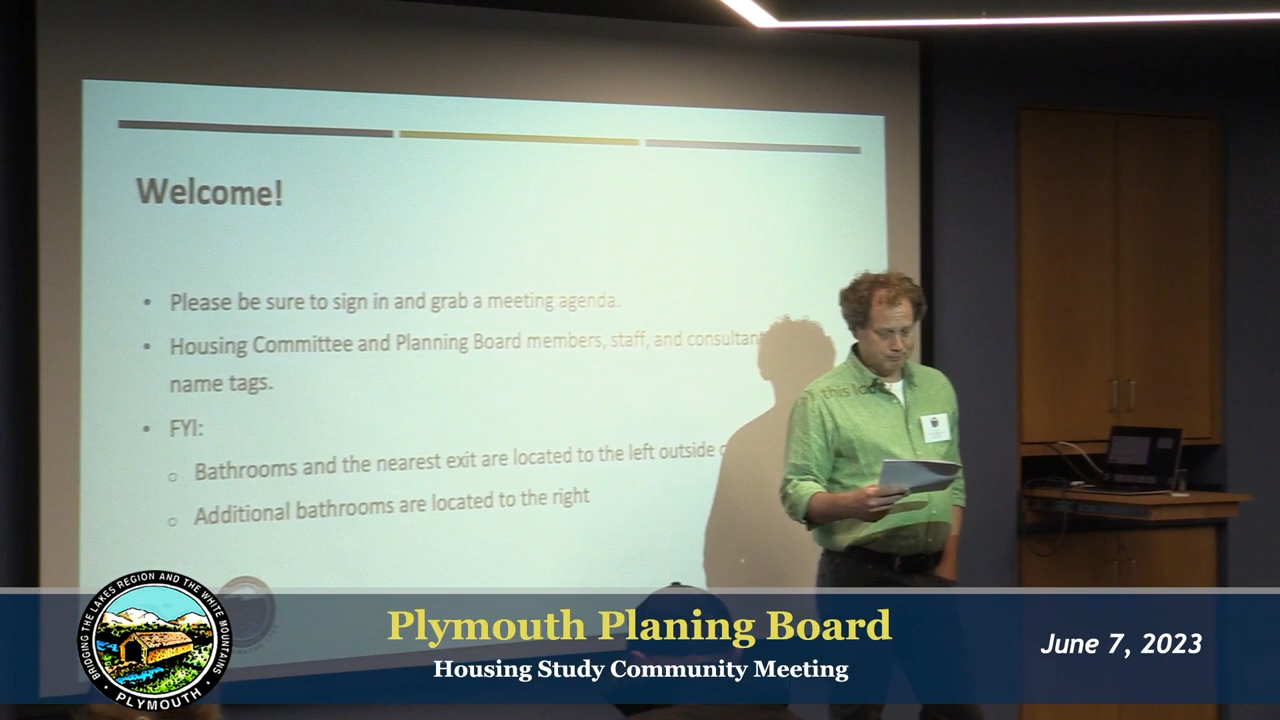 Welcome!
• Please be sure to sign in and grab a meeting agenda.
• Housing Committee and Planning Board members, staff, and consultant
name tags.
• FYI:
o Bathrooms and the nearest exit are located to the left outside
o Additional bathrooms are located to the right
this
BRIDGING THE LAKES REGION AND THE WHITE MOUNTAINS
• PLYMOUTH •
Plymouth Planing Board
Housing Study Community Meeting
June 7, 2023